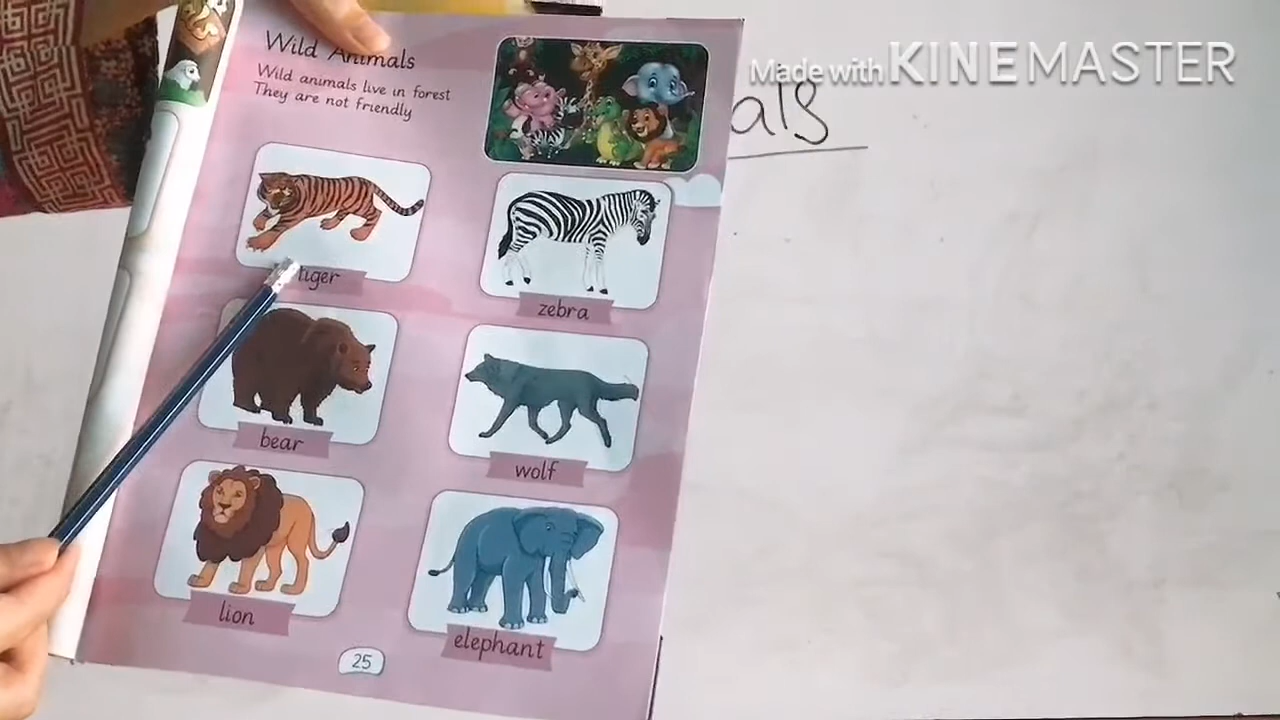 Made with KINEMASTER
Wild Animals
Wild animals live in forest
They are not friendly
als
tiger
zebra
bear
wolf
lion
elephant
25